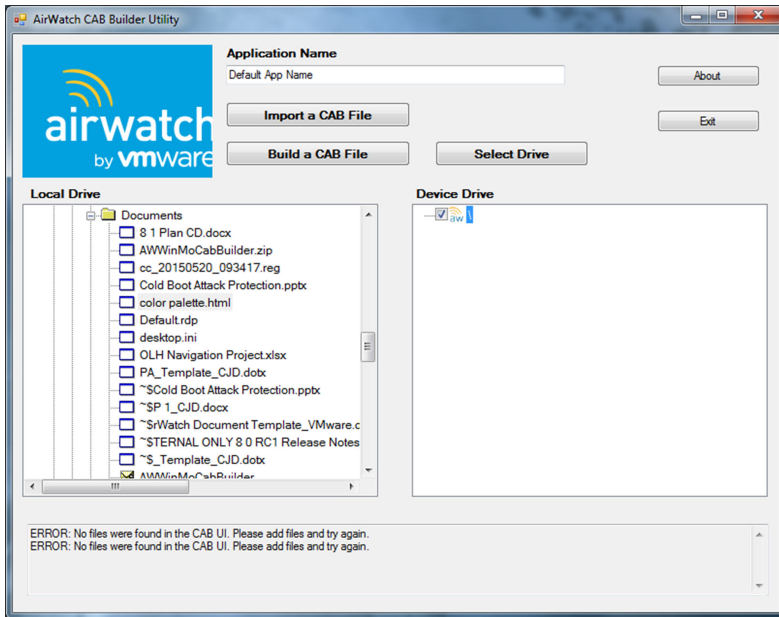 AirWatch CAB Builder Utility
airwatch
by vmware
Application Name
Default App Name
About
Import a CAB File
Exit
Build a CAB File
Select Drive
Local Drive
Documents
8 1 Plan CD.docx
AWWinMoCabBuilder.zip
cc_20150520_093417.reg
Cold Boot Attack Protection.pptx
color palette.html
Default.rdp
desktop.ini
OLH Navigation Project.xlsx
PA_Template_CJD.dotx
~$Cold Boot Attack Protection.pptx
~$P 1_CJD.docx
~$rWatch Document Template_VMware.c
~$TERNAL ONLY 8 0 RC1 Release Notes
~$_Template_CJD.dotx
AWWinMoCabBuilder
Device Drive
aw \
ERROR: No files were found in the CAB UI. Please add files and try again.
ERROR: No files were found in the CAB UI. Please add files and try again.